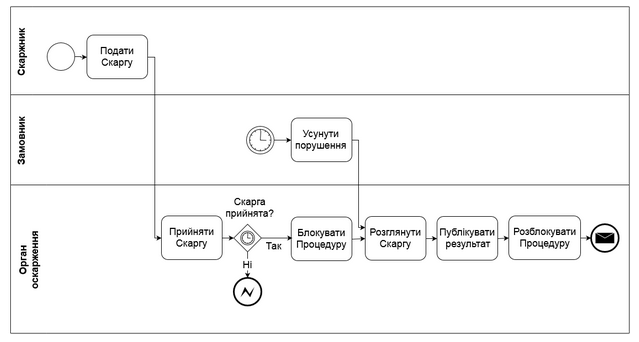 Скаржник
Подати
Скаргу
Замовник
Усунути
порушення
Орган
оскарження
Прийняти
Скаргу
Скарга
прийнята?
Так
Ні
Блокувати
Процедуру
Розглянути
Скаргу
Публікувати
результат
Розблокувати
Процедуру